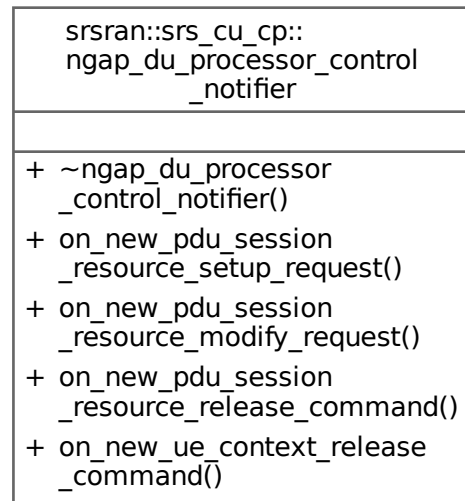 srsran::srs_cu_cp::
ngap_du_processor_control
_notifier
+ ~ngap_du_processor
_control_notifier()
+ on_new_pdu_session
_resource_setup_request()
+ on_new_pdu_session
_resource_modify_request()
+ on_new_pdu_session
_resource_release_command()
+ on_new_ue_context_release
_command()